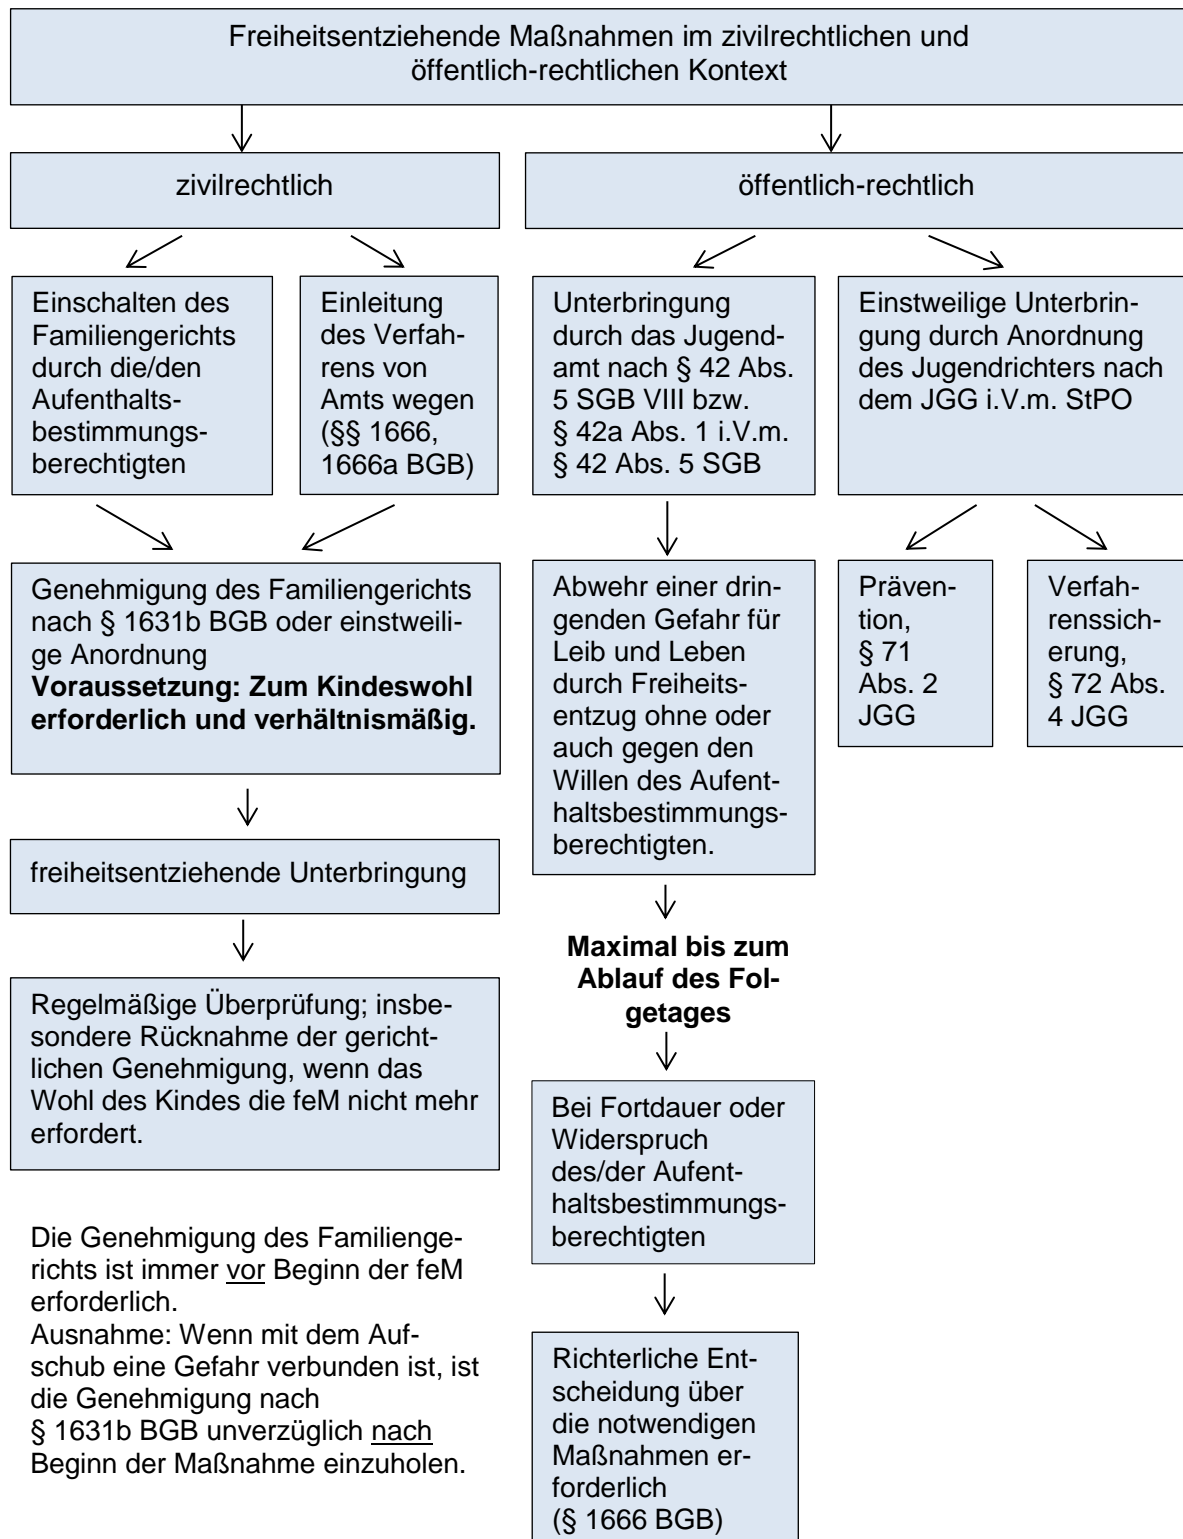 Freiheitsentziehende Maßnahmen im zivilrechtlichen und
öffentlich-rechtlichen Kontext
zivilrechtlich
öffentlich-rechtlich
Einschalten des
Familiengerichts
durch die/den
Aufenthalts-
bestimmungs-
berechtigten
Einleitung
des Verfah-
rens von
Amts wegen
(§§ 1666,
1666a BGB)
Unterbringung
durch das Jugend-
amt nach § 42 Abs.
5 SGB VIII bzw.
§ 42a Abs. 1 i.V.m.
§ 42 Abs. 5 SGB
Einstweilige Unterbrin-
gung durch Anordnung
des Jugendrichters nach
dem JGG i.V.m. StPO
Genehmigung des Familiengerichts
nach § 1631b BGB oder einstweili-
ge Anordnung
Voraussetzung: Zum Kindeswohl
erforderlich und verhältnismäßig.
Abwehr einer drin-
genden Gefahr für
Leib und Leben
durch Freiheits-
entzug ohne oder
auch gegen den
Willen des Aufent-
haltsbestimmungs-
berechtigten.
Präven-
tion,
§ 71
Abs. 2
JGG
Verfah-
renssich-
erung,
§ 72 Abs.
4 JGG
freiheitsentziehende Unterbringung
Maximal bis zum
Ablauf des Fol-
getages
Regelmäßige Überprüfung; insbe-
sondere Rücknahme der gericht-
lichen Genehmigung, wenn das
Wohl des Kindes die feM nicht mehr
erfordert.
Bei Fortdauer oder
Widerspruch
des/der Aufent-
haltsbestimmungs-
berechtigten
Die Genehmigung des Familienge-
richts ist immer vor Beginn der feM
erforderlich.
Ausnahme: Wenn mit dem Auf-
schub eine Gefahr verbunden ist, ist
die Genehmigung nach
§ 1631b BGB unverzüglich nach
Beginn der Maßnahme einzuholen.
Richterliche Ent-
scheidung über
die notwendigen
Maßnahmen er-
forderlich
(§ 1666 BGB)